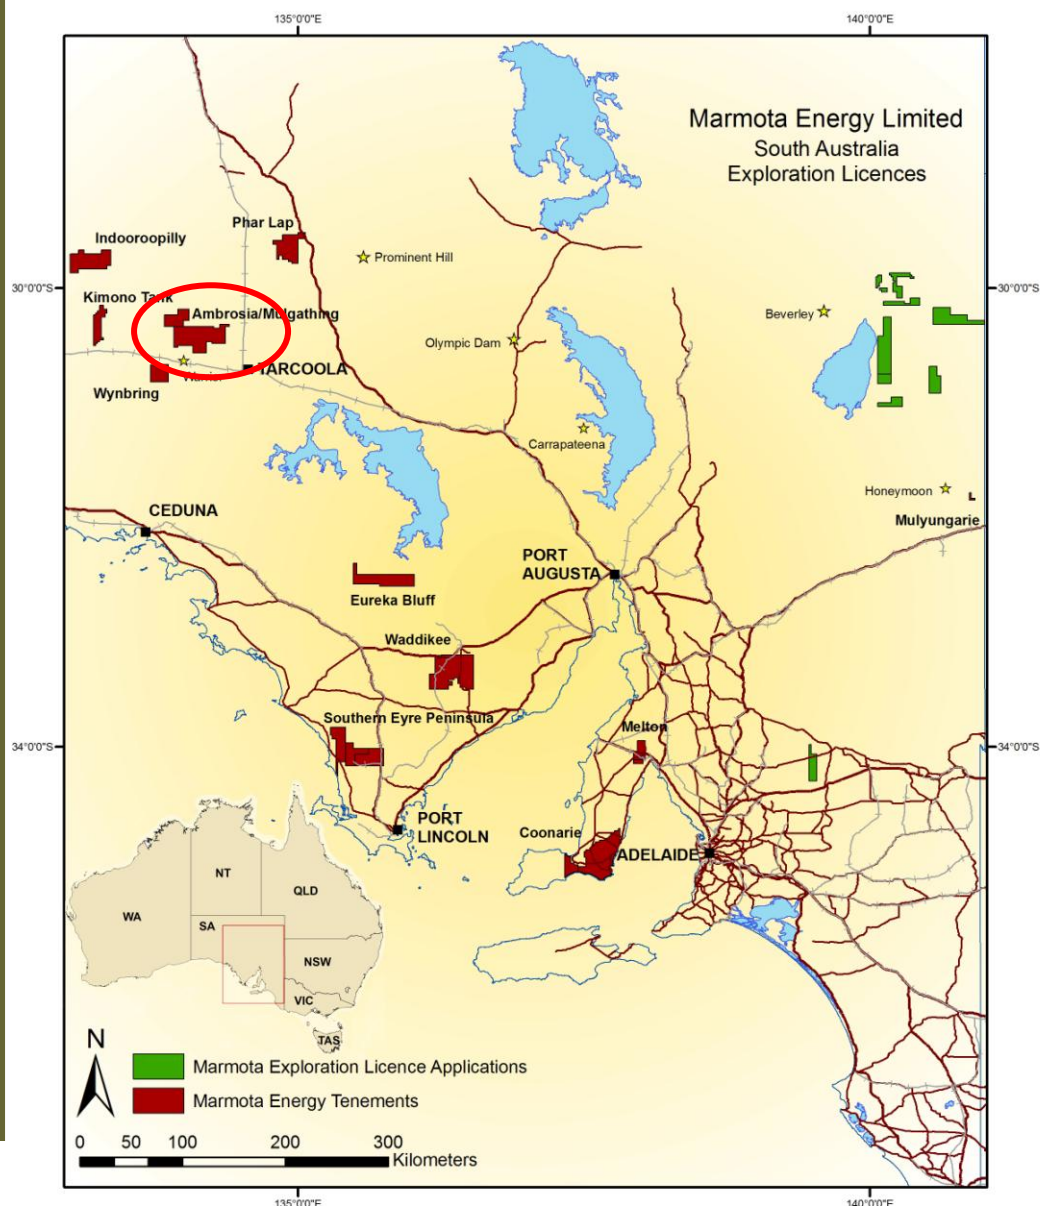 135°0'0"E
140°0'0"E
Marmota Energy Limited
South Australia
Exploration Licences
Phar Lap
Indooroopilly
Prominent Hill
30°0'0"S
30°0'0"S
Kimono Tank
Ambrosia/Mulgathing
Beverley
Olympic Dam
TARCOOLA
Warrior
Wynbring
Carrapateena
Honeymoon
CEDUNA
Mulyungarie
PORT
AUGUSTA
Eureka Bluff
Waddikee
Southern Eyre Peninsula
Melton
34°0'0"S
34°0'0"S
PORT
LINCOLN
Coonarie
ADELAIDE
NT
QLD
WA
SA
NSW
VIC
TAS
N
Marmota Exploration Licence Applications
Marmota Energy Tenements
0 50 100 200 300
Kilometers
135°0'0"E
140°0'0"E